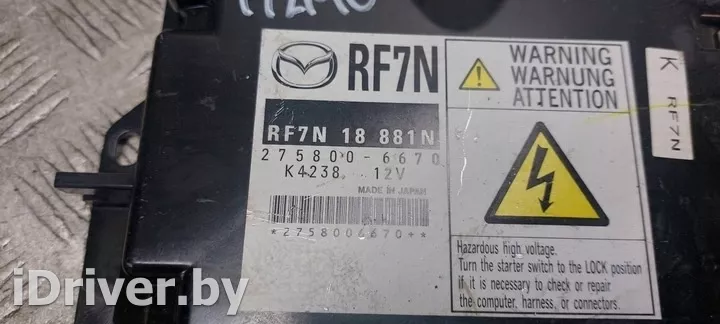 RF7N
RF7N 18 881N
275800-6670
K4238 12V
MADE IN JAPAN
*2758006670**
WARNING
WARNUNG
ATTENTION
Hazardous high voltage.
Turn the starter switch to the LOCK position
if it is necessary to check or repair
the computer, harness, or connectors.
K RF7N
iDriver.by